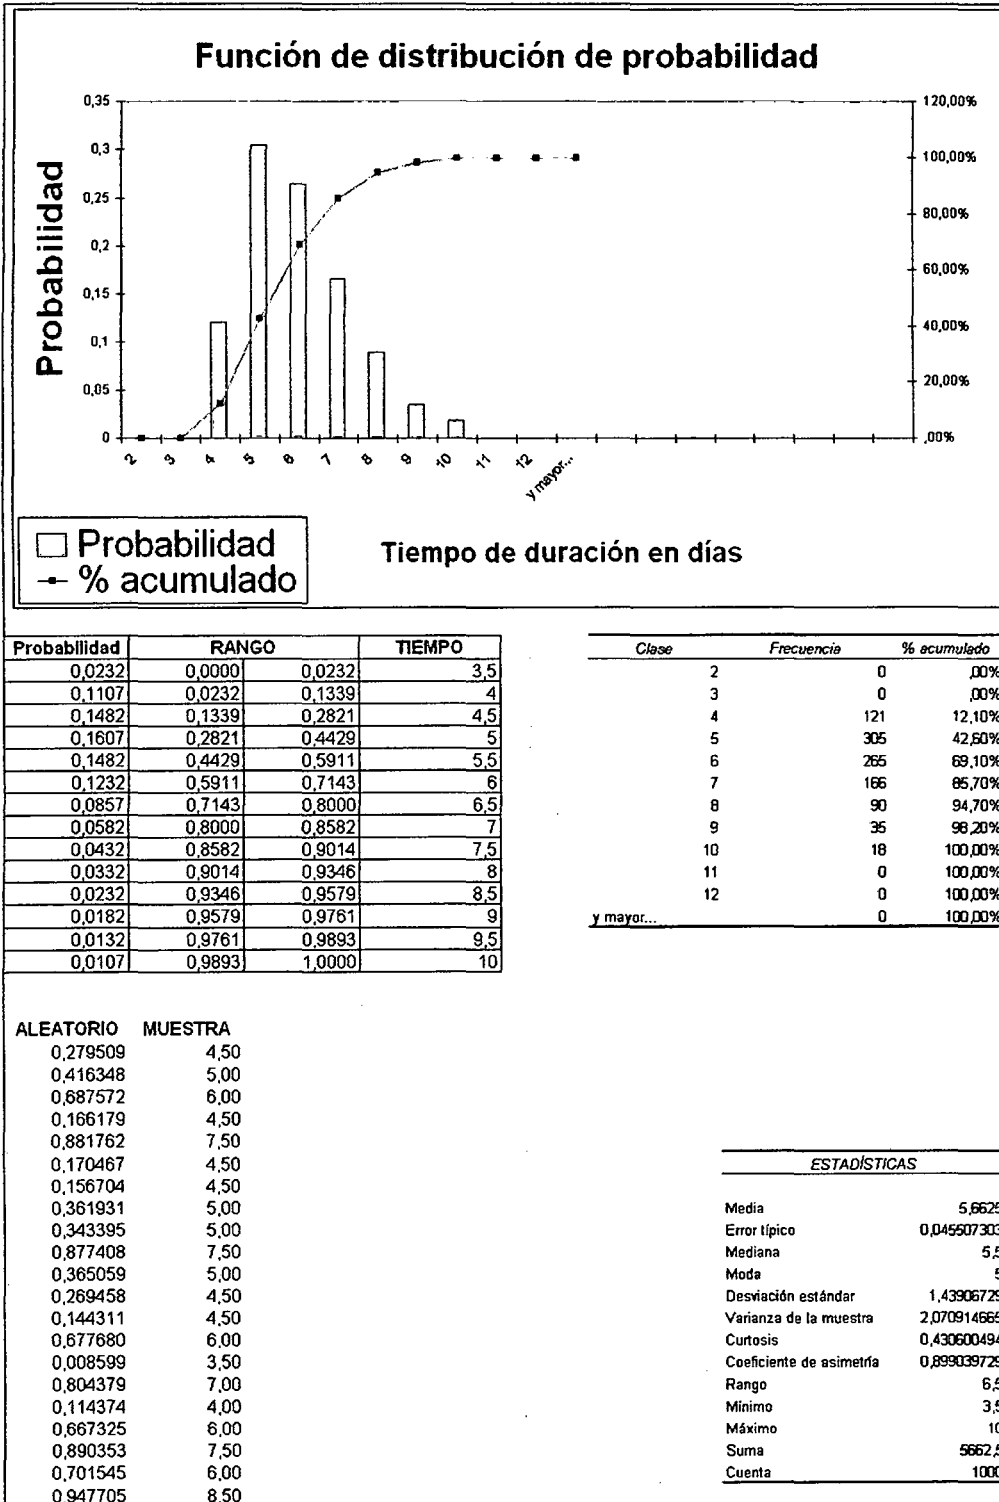 Función de distribución de probabilidad
0,35
0,3
0,25
0,2
0,15
0,1
0,05
0
Probabilidad
120,00%
100,00%
80,00%
60,00%
40,00%
20,00%
,00%
2 3 4 5 6 7 8 9 10 11 12 y mayor...
Probabilidad
% acumulado
Tiempo de duración en días
Probabilidad RANGO TIEMPO
0,0232 0,0000 0,0232 3,5
0,1107 0,0232 0,1339 4
0,1482 0,1339 0,2821 4,5
0,1607 0,2821 0,4429 5
0,1482 0,4429 0,5911 5,5
0,1232 0,5911 0,7143 6
0,0857 0,7143 0,8000 6,5
0,0582 0,8000 0,8582 7
0,0432 0,8582 0,9014 7,5
0,0332 0,9014 0,9346 8
0,0232 0,9346 0,9579 8,5
0,0182 0,9579 0,9761 9
0,0132 0,9761 0,9893 9,5
0,0107 0,9893 1,0000 10
Clase Frecuencia % acumulado
2 0 ,00%
3 0 ,00%
4 121 12,10%
5 305 42,60%
6 265 69,10%
7 166 85,70%
8 90 94,70%
9 35 98,20%
10 18 100,00%
11 0 100,00%
12 0 100,00%
y mayor... 0 100,00%
ALEATORIO MUESTRA
0,279509 4,50
0,416348 5,00
0,687572 6,00
0,166179 4,50
0,881762 7,50
0,170467 4,50
0,156704 4,50
0,361931 5,00
0,343395 5,00
0,877408 7,50
0,365059 5,00
0,269458 4,50
0,144311 4,50
0,677680 6,00
0,008599 3,50
0,804379 7,00
0,114374 4,00
0,667325 6,00
0,890353 7,50
0,701545 6,00
0,947705 8,50
ESTADÍSTICAS
Media 5,6625
Error típico 0,045507303
Mediana 5,5
Moda 5
Desviación estándar 1,43906729
Varianza de la muestra 2,070914665
Curtosis 0,430600494
Coeficiente de asimetría 0,899039729
Rango 6,5
Mínimo 3,5
Máximo 10
Suma 5662,5
Cuenta 1000